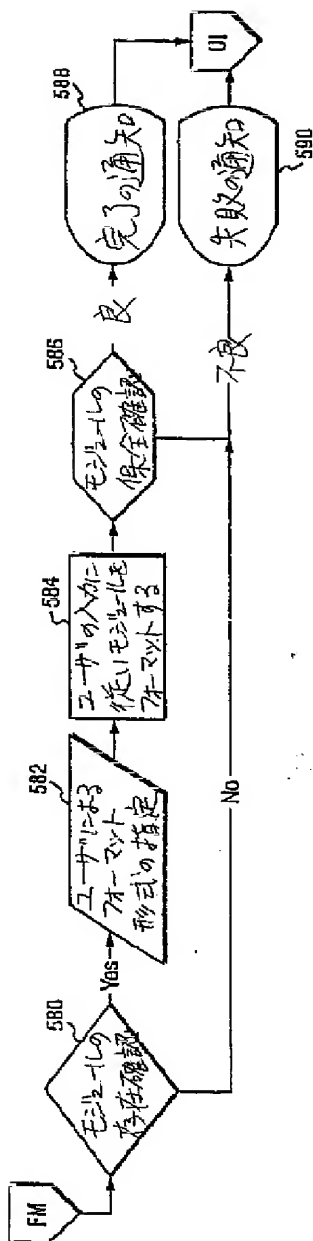 FM
580
モジュールの
存在確認
Yes
No
582
ユーザによる
フォーマット
形式の指定
584
ユーザの入力に
従いモジュールを
フォーマットする
586
モジュールの
保全確認
良
不良
588
完了の通知
失敗の通知
590
UI